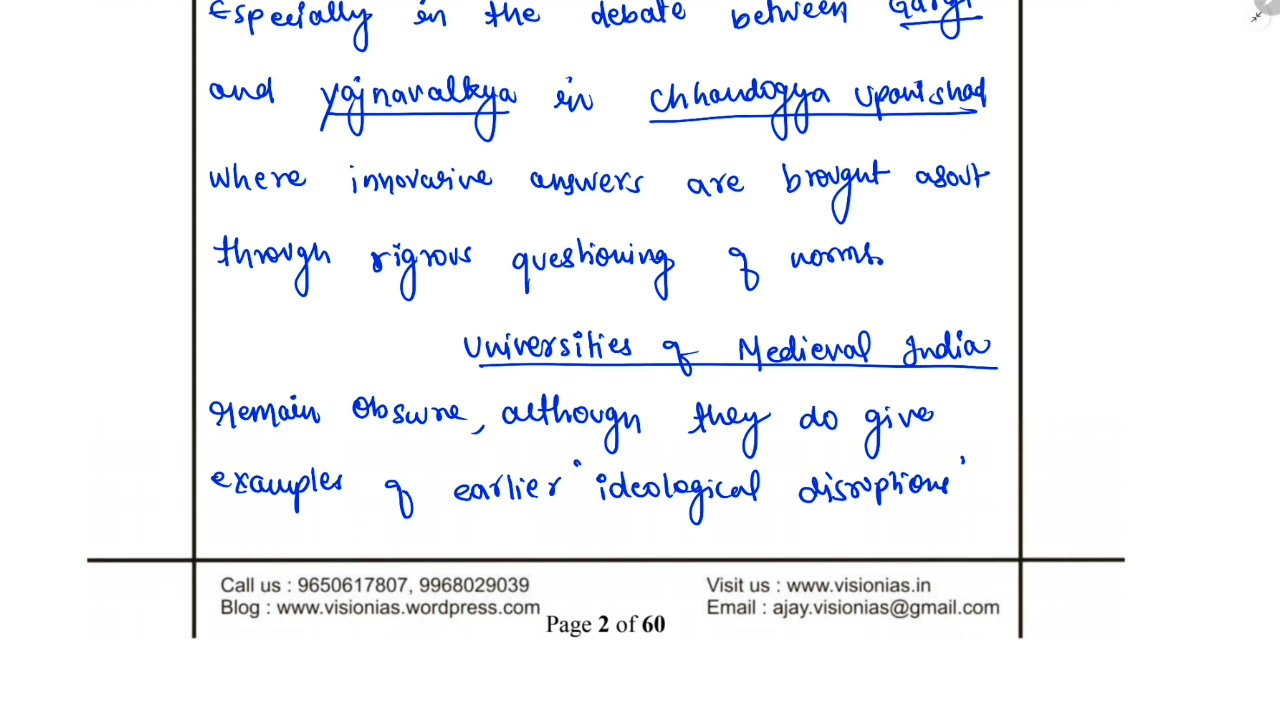 Especially in the debate between Gargi
and Yajnavalkya in Chhandogya Upanishad
where innovative answers are brought about
through rigrous questioning of norms.
Universities of Medieval India
remain obscure, although they do give
examples of earlier "ideological disruptions'
Call us : 9650617807, 9968029039 Visit us : www.visionias.in
Blog : www.visionias.wordpress.com Email : ajay.visionias@gmail.com
Page 2 of 60